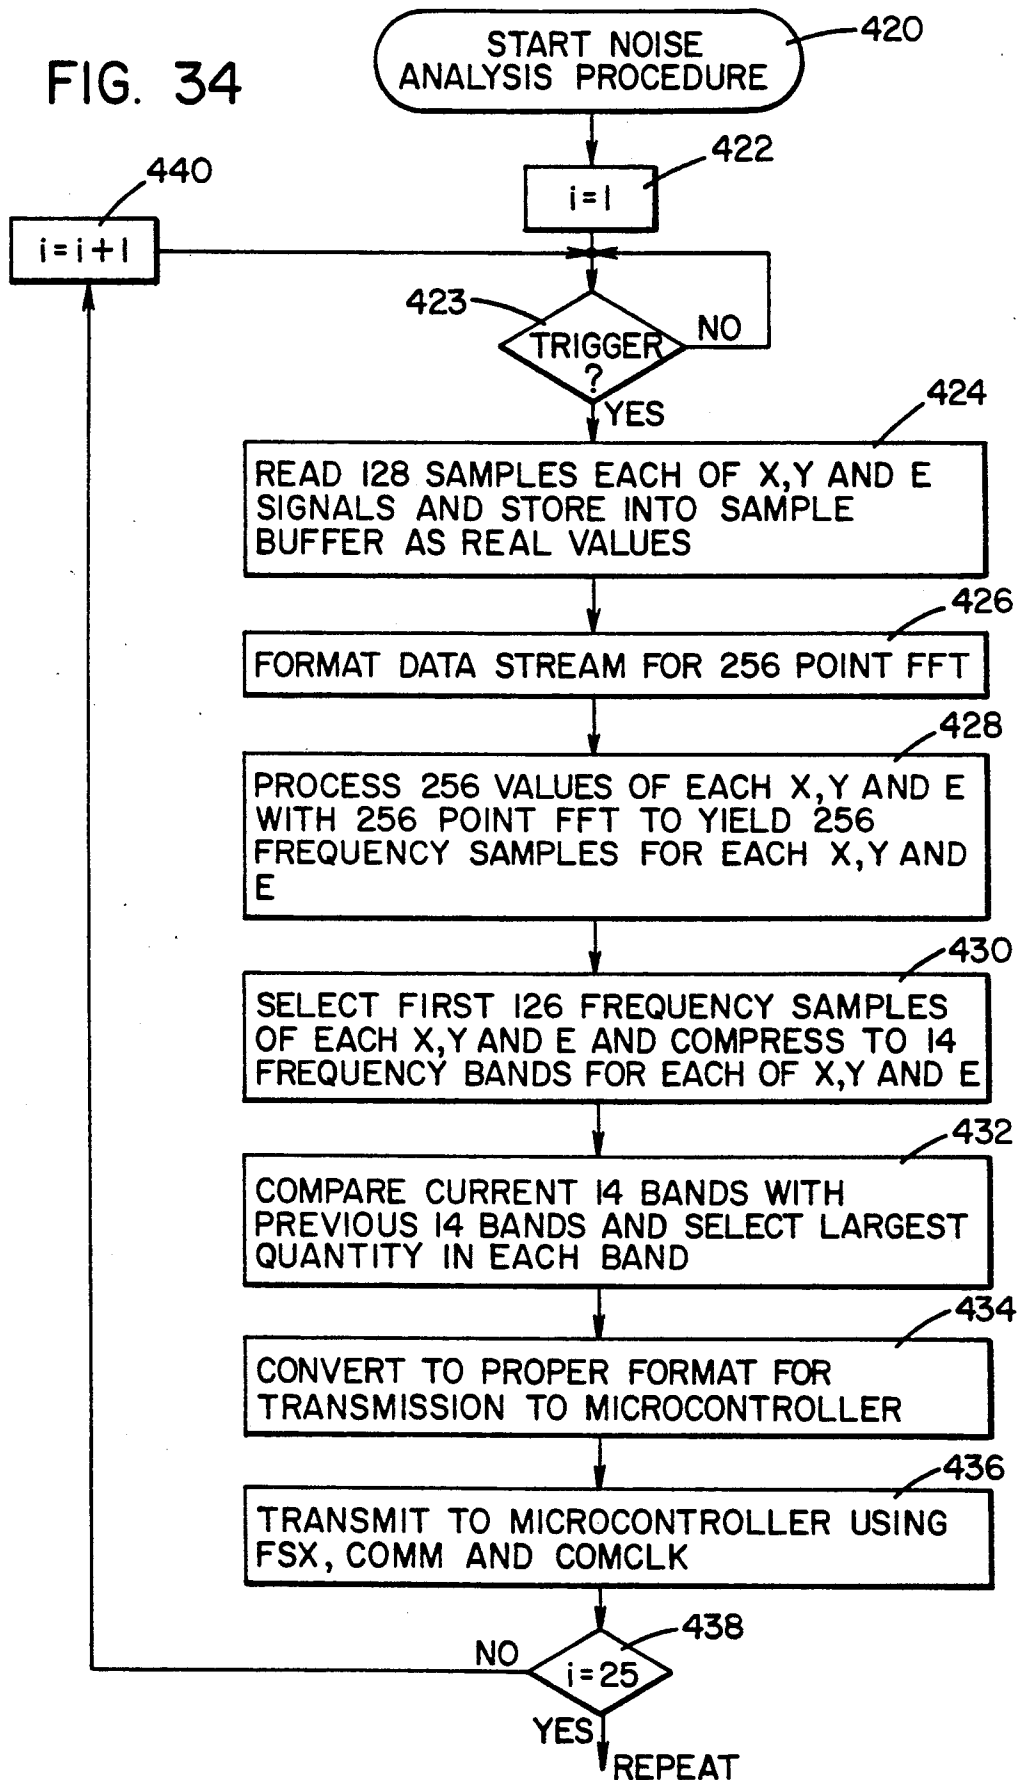 FIG. 34
START NOISE
ANALYSIS PROCEDURE
420
422
i=1
440
i=i+1
423
TRIGGER
?
NO
YES
424
READ 128 SAMPLES EACH OF X,Y AND E
SIGNALS AND STORE INTO SAMPLE
BUFFER AS REAL VALUES
426
FORMAT DATA STREAM FOR 256 POINT FFT
428
PROCESS 256 VALUES OF EACH X,Y AND E
WITH 256 POINT FFT TO YIELD 256
FREQUENCY SAMPLES FOR EACH X,Y AND
E
430
SELECT FIRST 126 FREQUENCY SAMPLES
OF EACH X,Y AND E AND COMPRESS TO 14
FREQUENCY BANDS FOR EACH OF X,Y AND E
432
COMPARE CURRENT 14 BANDS WITH
PREVIOUS 14 BANDS AND SELECT LARGEST
QUANTITY IN EACH BAND
434
CONVERT TO PROPER FORMAT FOR
TRANSMISSION TO MICROCONTROLLER
436
TRANSMIT TO MICROCONTROLLER USING
FSX, COMM AND COMCLK
438
NO
i=25
YES
REPEAT